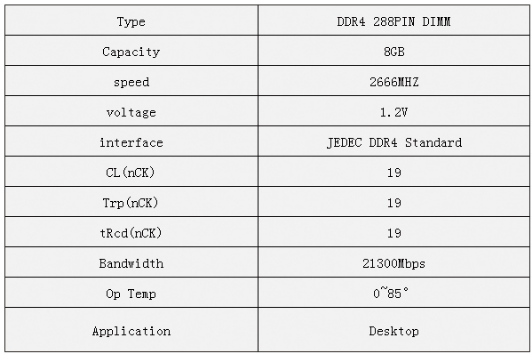 Type DDR4 288PIN DIMM
Capacity 8GB
speed 2666MHZ
voltage 1.2V
interface JEDEC DDR4 Standard
CL(nCK) 19
Trp(nCK) 19
tRcd(nCK) 19
Bandwidth 21300Mbps
Op Temp 0~85°
Application Desktop